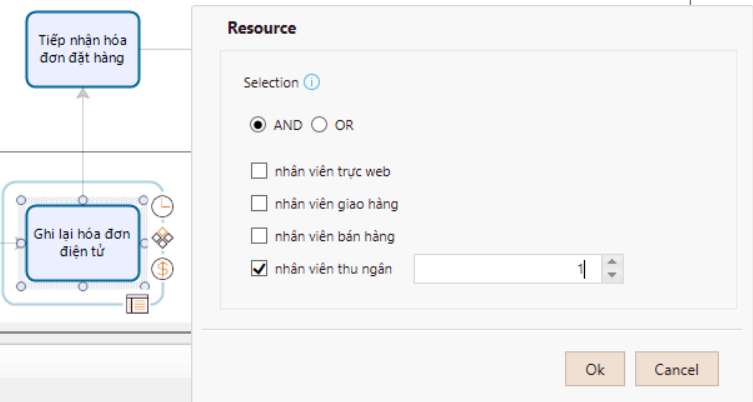 Tiếp nhận hóa
đơn đặt hàng
Ghi lại hóa đơn
điện tử
Resource
Selection
AND OR
nhân viên trực web
nhân viên giao hàng
nhân viên bán hàng
nhân viên thu ngân 1
Ok Cancel